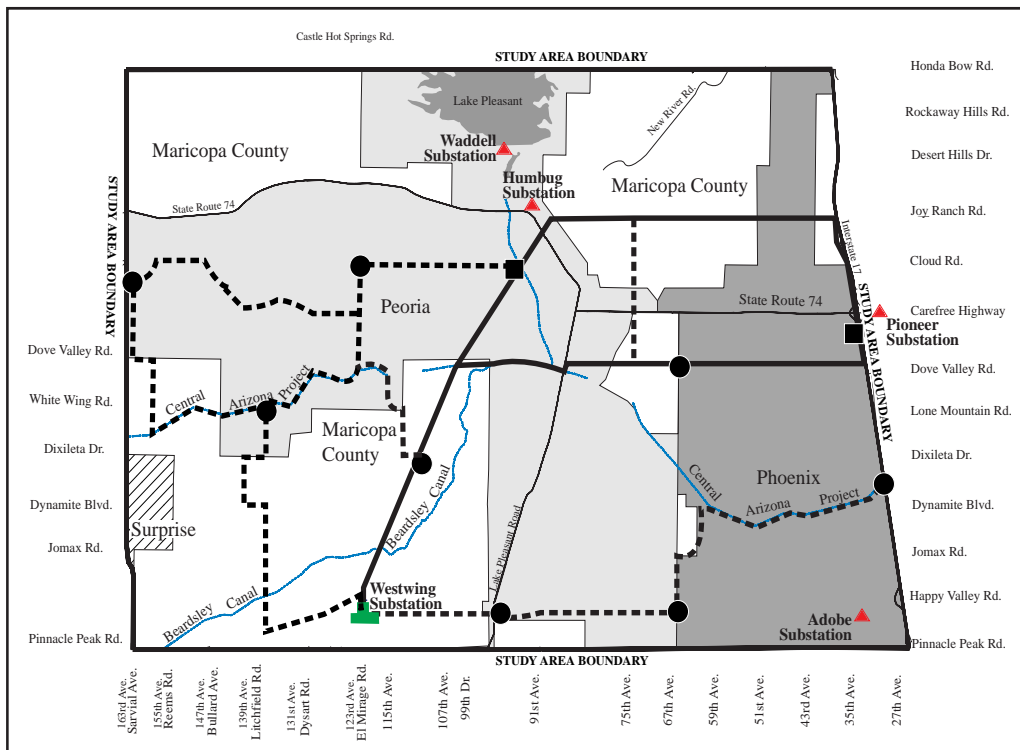 Castle Hot Springs Rd.
STUDY AREA BOUNDARY
Honda Bow Rd.
Lake Pleasant
New River Rd.
Rockaway Hills Rd.
Waddell
Substation
Maricopa County
Desert Hills Dr.
Humbug
Substation
Maricopa County
STUDY AREA BOUNDARY
State Route 74
Joy Ranch Rd.
Interstate 17
Cloud Rd.
Peoria
State Route 74
Carefree Highway
Pioneer
Substation
STUDY AREA BOUNDARY
Dove Valley Rd.
Dove Valley Rd.
White Wing Rd.
Central Arizona Project
Lone Mountain Rd.
Maricopa
County
Dixileta Dr.
Dixileta Dr.
Phoenix
Central Arizona Project
Beardsley Canal
Dynamite Blvd.
Dynamite Blvd.
Surprise
Jomax Rd.
Jomax Rd.
Lake Pleasant Road
Westwing
Substation
Beardsley Canal
Happy Valley Rd.
Adobe
Substation
Pinnacle Peak Rd.
Pinnacle Peak Rd.
STUDY AREA BOUNDARY
163rd Ave.
Sarvial Ave.
155th Ave.
Reems Rd.
147th Ave.
Bullard Ave.
139th Ave.
Litchfield Rd.
131st Ave.
Dysart Rd.
123rd Ave.
El Mirage Rd.
115th Ave.
107th Ave.
99th Dr.
91st Ave.
75th Ave.
67th Ave.
59th Ave.
51st Ave.
43rd Ave.
35th Ave.
27th Ave.